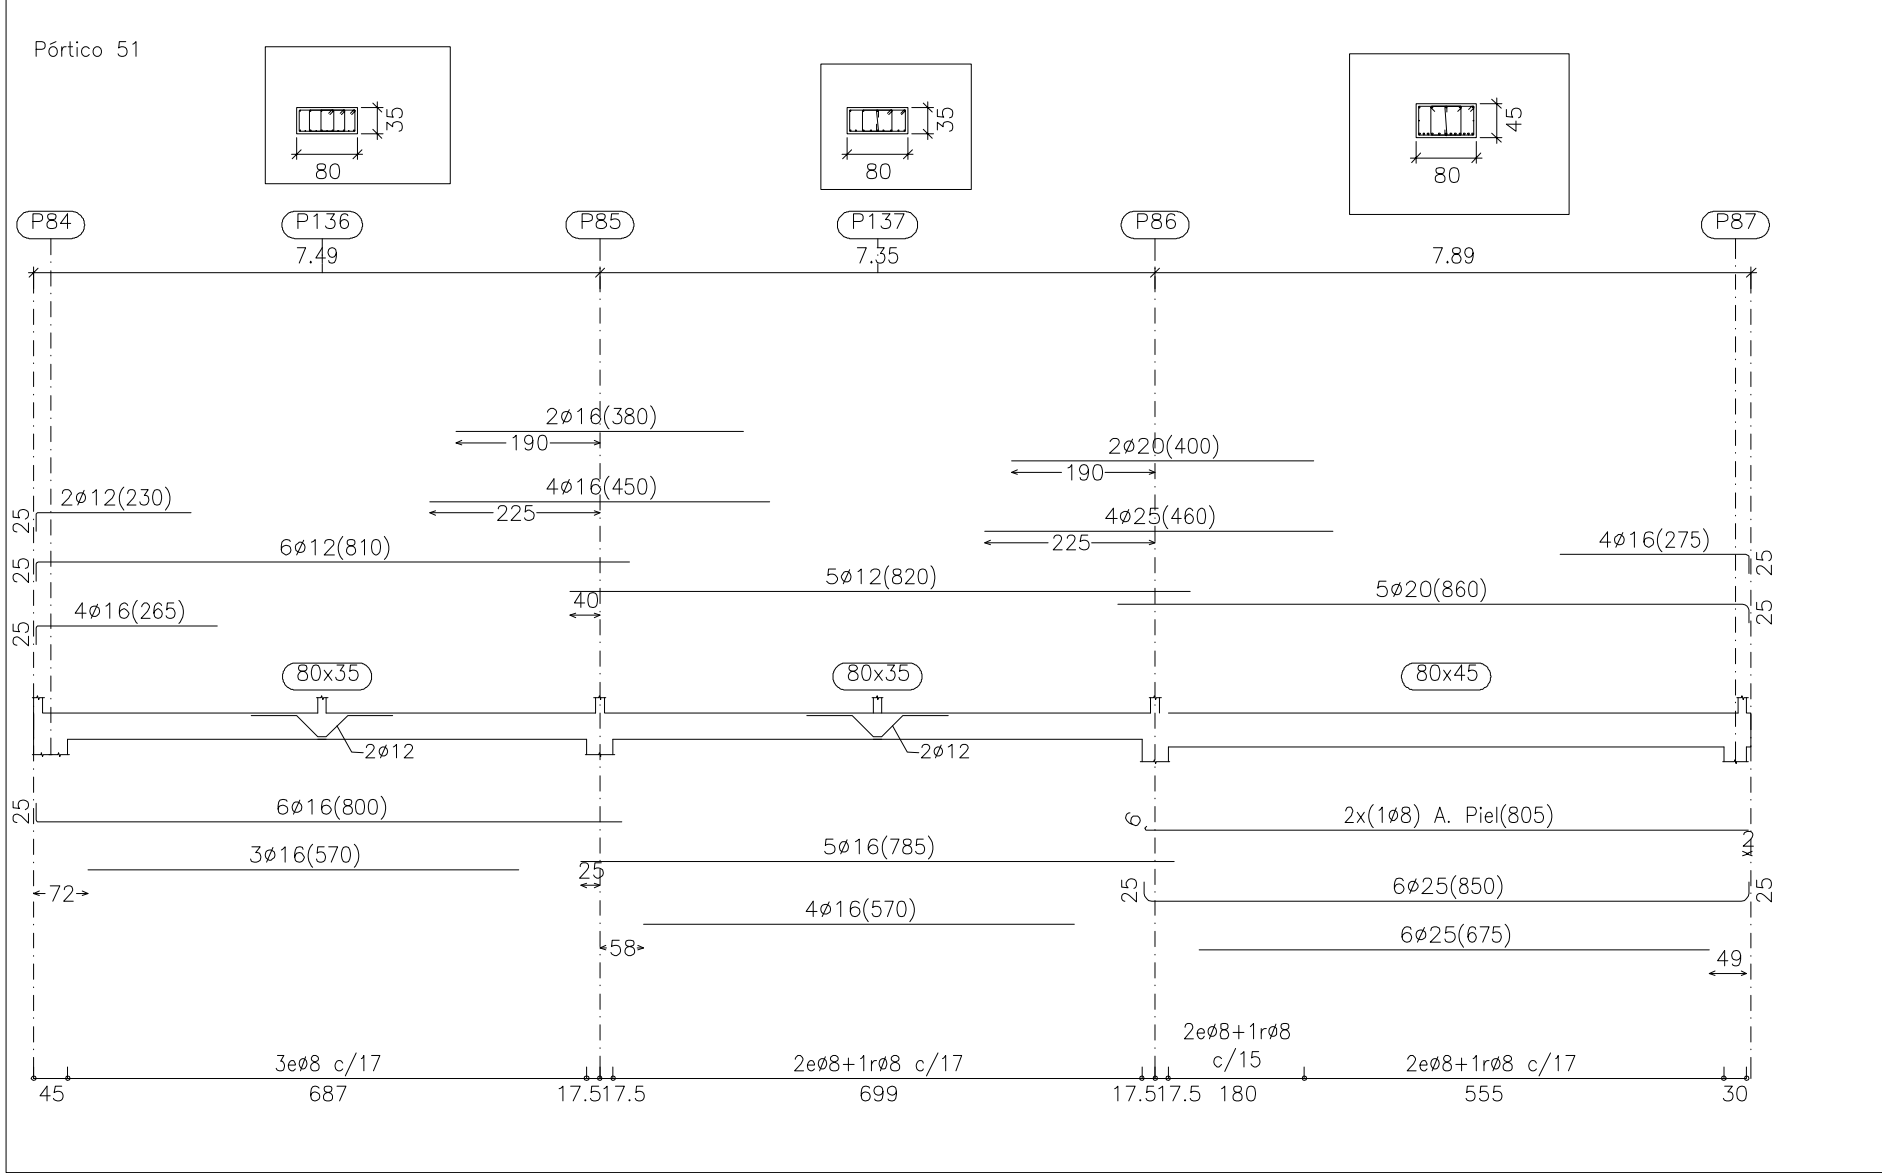 Pórtico 51
35
80
35
80
45
80
P84
P136
P85
P137
P86
P87
7.49
7.35
7.89
2ø16(380)
190
2ø20(400)
190
2ø12(230)
25
4ø16(450)
225
4ø25(460)
225
6ø12(810)
25
4ø16(275)
25
5ø12(820)
40
5ø20(860)
25
4ø16(265)
25
80x35
80x35
80x45
2ø12
2ø12
6ø16(800)
25
2x(1ø8) A. Piel(805)
6
2
3ø16(570)
72
5ø16(785)
25
6ø25(850)
25
25
4ø16(570)
58
6ø25(675)
49
3eø8 c/17
2eø8+1rø8 c/17
2eø8+1rø8
c/15
2eø8+1rø8 c/17
45
687
17.5
17.5
699
17.5
17.5
180
555
30